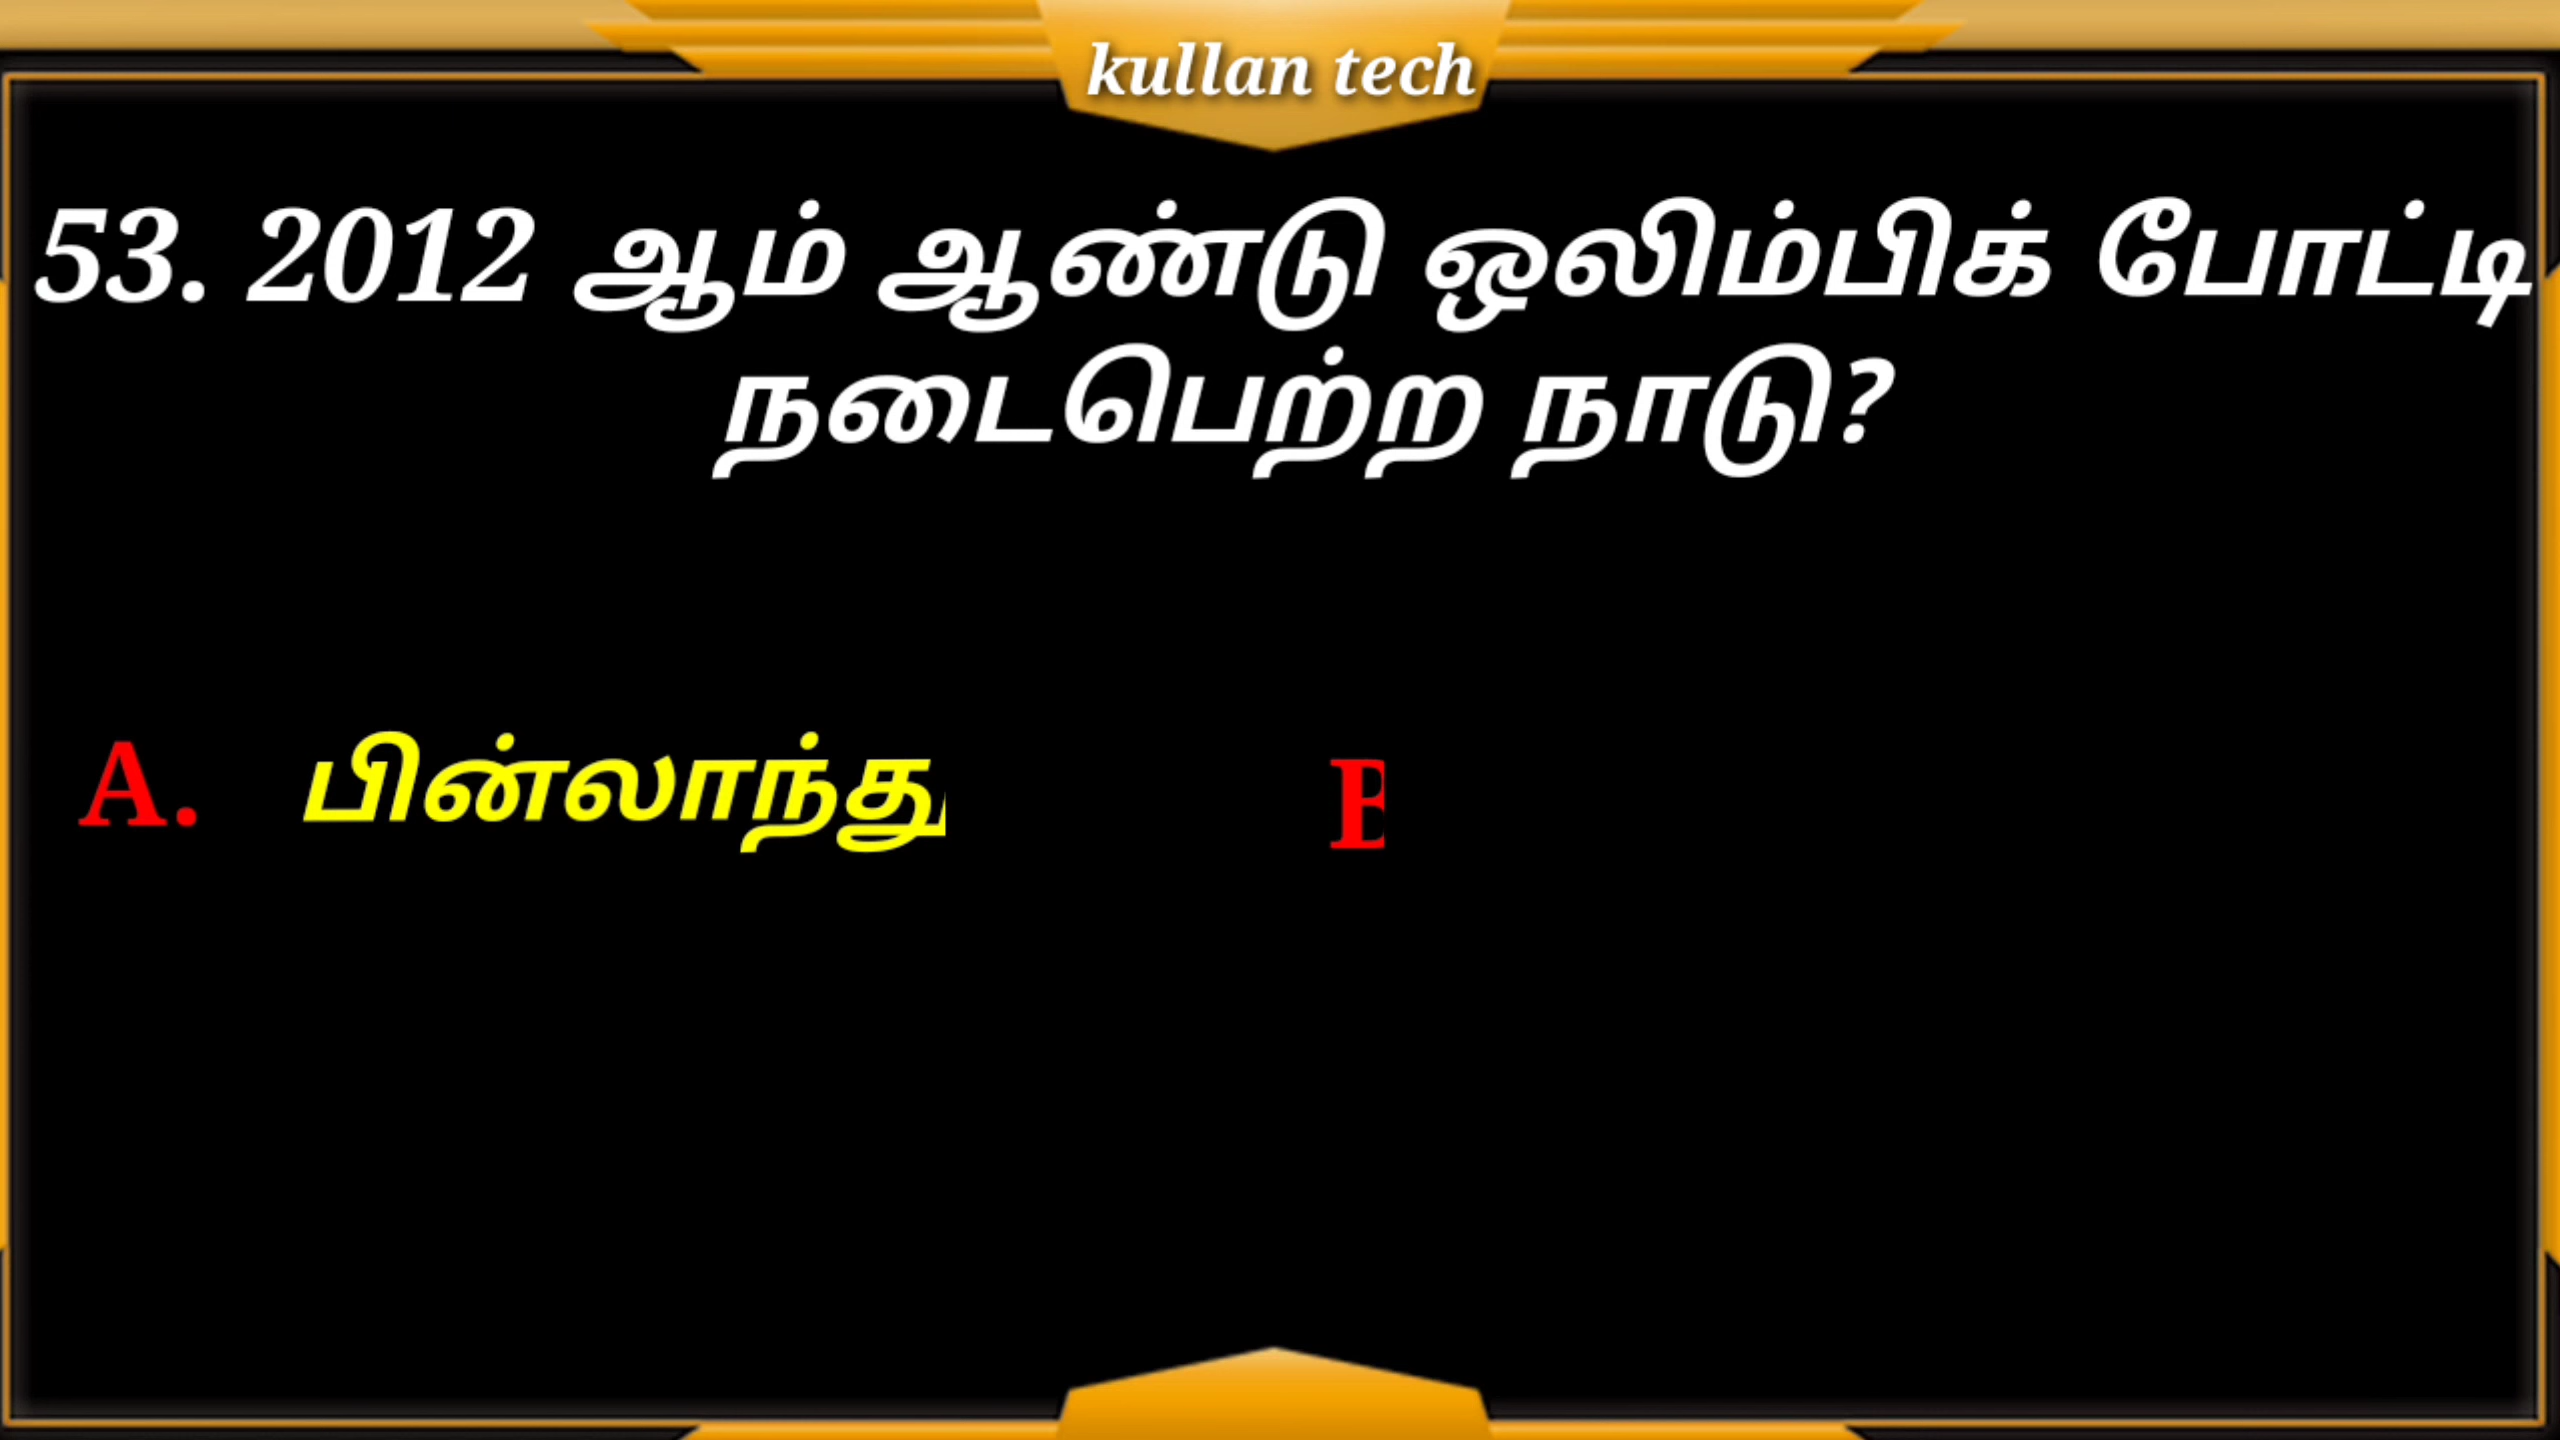 kullan tech
53. 2012 ஆம் ஆண்டு ஒலிம்பிக் போட்டி
நடைபெற்ற நாடு?
A. பின்லாந்து
B